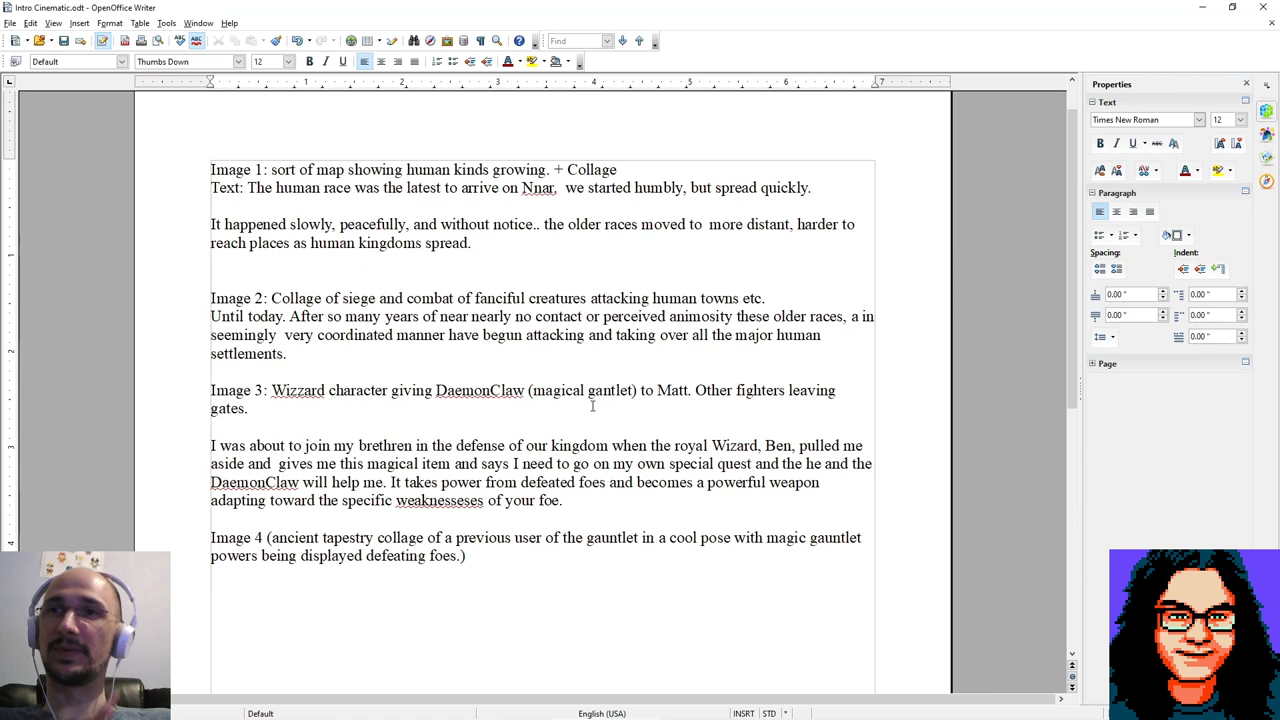 Intro Cinematic.odt - OpenOffice Writer
File Edit View Insert Format Table Tools Window Help
Find
Default Thumbs Down 12 B I U
1 2 3 4 5 6 7
Properties
Text
Times New Roman 12
B I U ABC
Paragraph
Spacing: Indent:
0.00 " 0.00 "
0.00 " 0.00 "
0.00 "
Page
Image 1: sort of map showing human kinds growing. + Collage
Text: The human race was the latest to arrive on Nnar,  we started humbly, but spread quickly.
It happened slowly, peacefully, and without notice.. the older races moved to  more distant, harder to
reach places as human kingdoms spread.
Image 2: Collage of siege and combat of fanciful creatures attacking human towns etc.
Until today. After so many years of near nearly no contact or perceived animosity these older races, a in
seemingly  very coordinated manner have begun attacking and taking over all the major human
settlements.
Image 3: Wizzard character giving DaemonClaw (magical gantlet) to Matt. Other fighters leaving
gates.
I was about to join my brethren in the defense of our kingdom when the royal Wizard, Ben, pulled me
aside and  gives me this magical item and says I need to go on my own special quest and the he and the
DaemonClaw will help me. It takes power from defeated foes and becomes a powerful weapon
adapting toward the specific weaknesseses of your foe.
Image 4 (ancient tapestry collage of a previous user of the gauntlet in a cool pose with magic gauntlet
powers being displayed defeating foes.)
1
2
3
4
Default English (USA) INSRT STD *